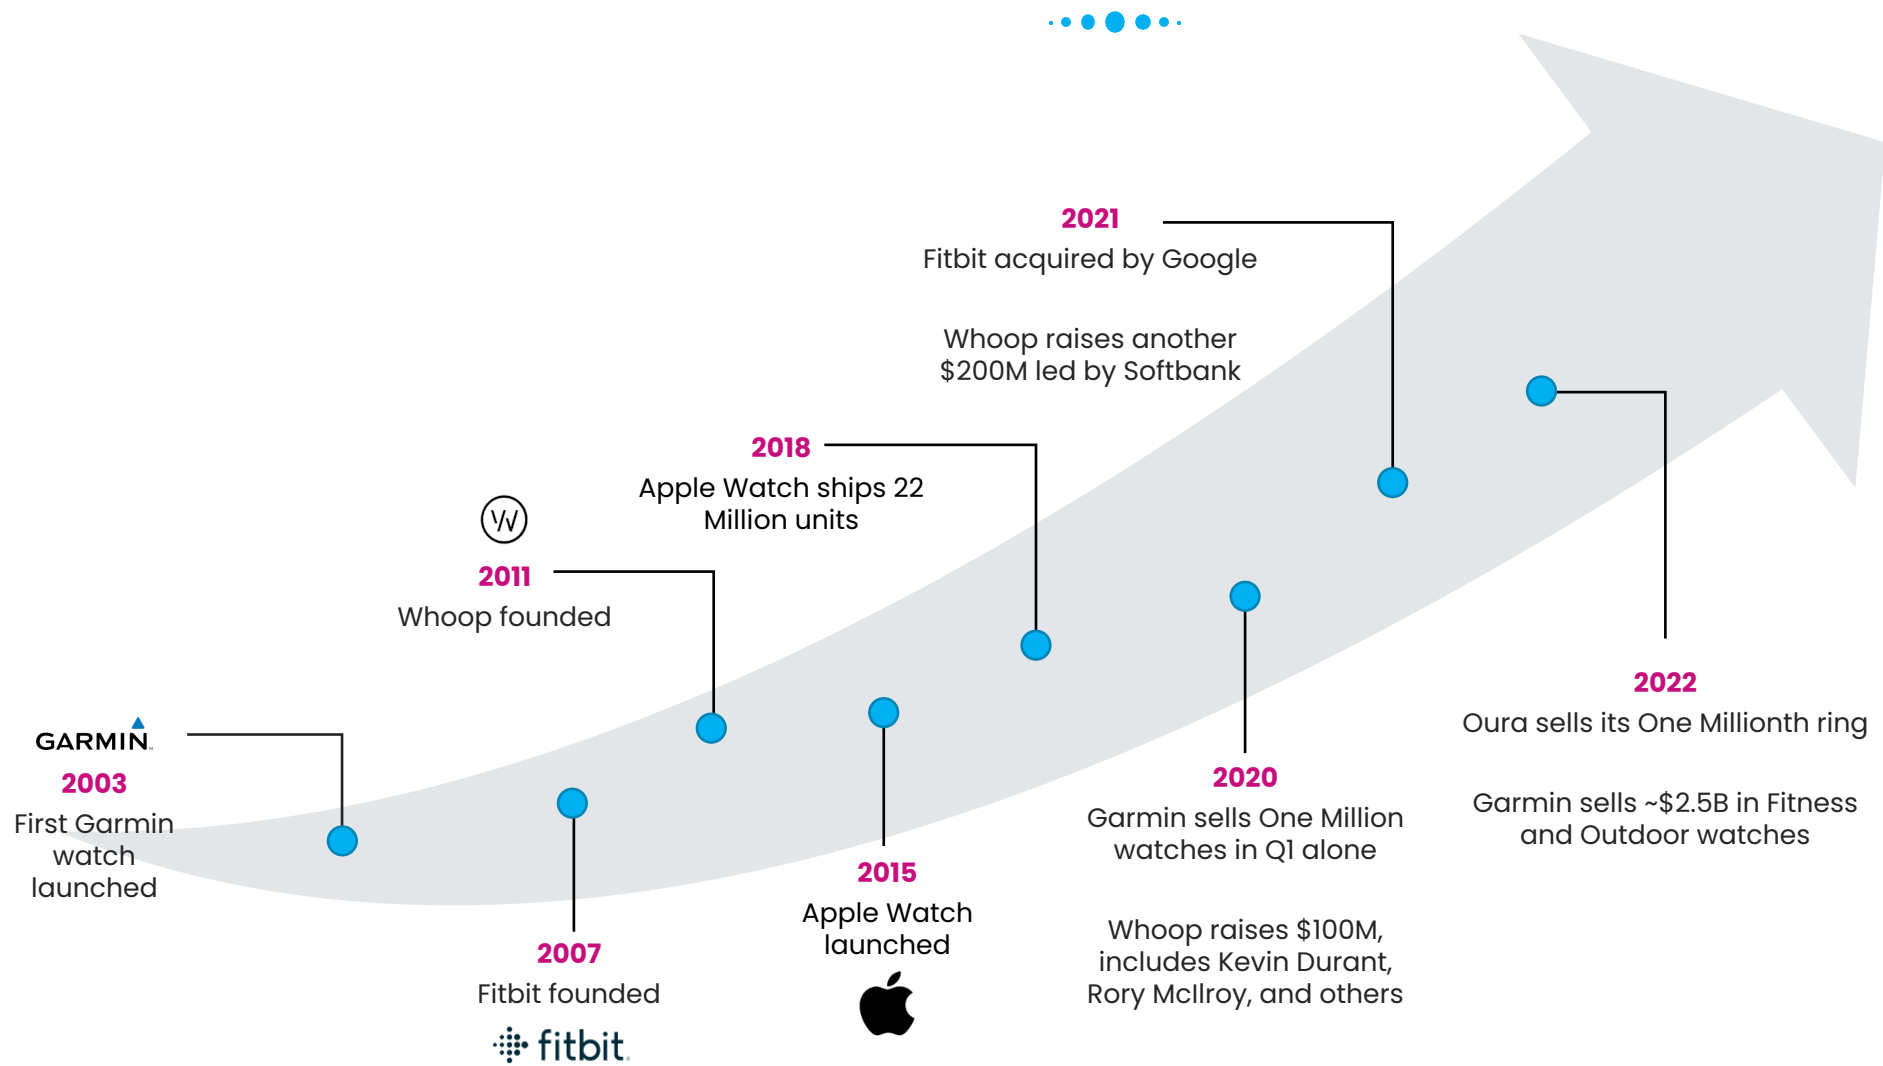 GARMIN
2003
First Garmin
watch
launched
2007
Fitbit founded
fitbit
W
2011
Whoop founded
2015
Apple Watch
launched
2018
Apple Watch ships 22
Million units
2020
Garmin sells One Million
watches in Q1 alone
Whoop raises $100M,
includes Kevin Durant,
Rory McIlroy, and others
2021
Fitbit acquired by Google
Whoop raises another
$200M led by Softbank
2022
Oura sells its One Millionth ring
Garmin sells ~$2.5B in Fitness
and Outdoor watches